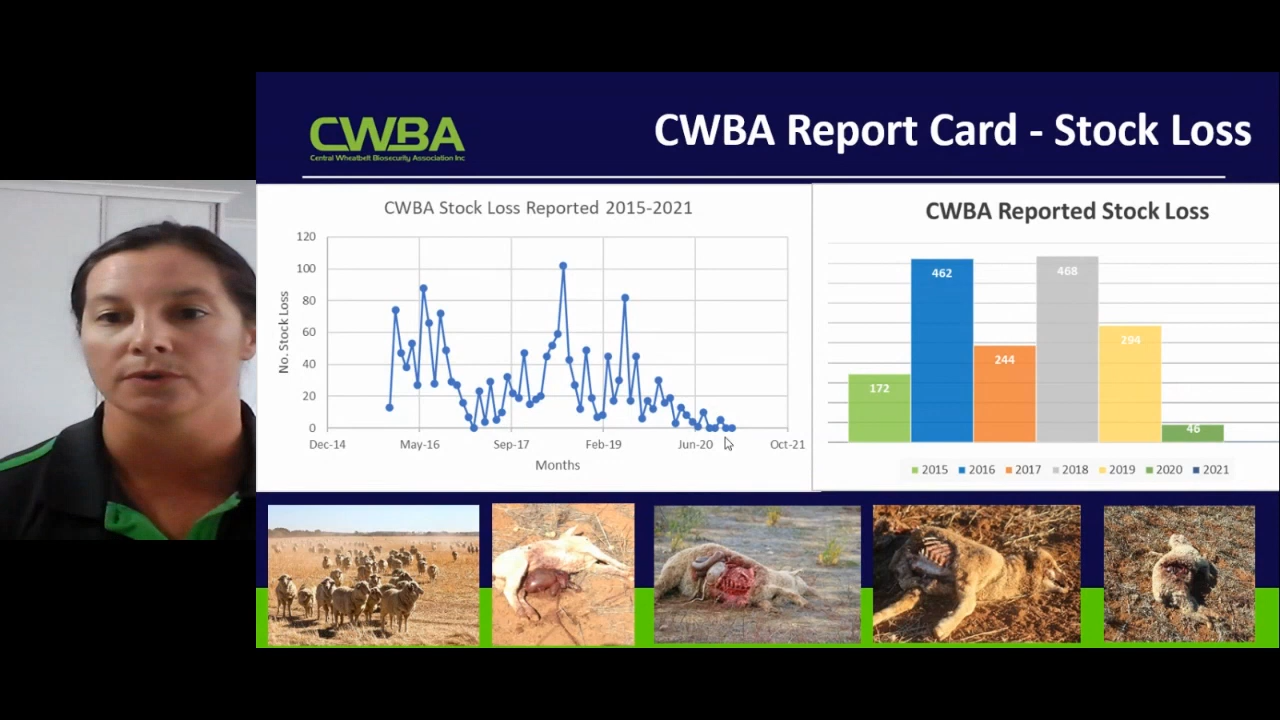 CWBA
Central Wheatbelt Biosecurity Association Inc
CWBA Report Card - Stock Loss
CWBA Stock Loss Reported 2015-2021
No. Stock Loss
120
100
80
60
40
20
0
Dec-14 May-16 Sep-17 Feb-19 Jun-20 Oct-21
Months
CWBA Reported Stock Loss
172
462
244
468
294
46
2015 2016 2017 2018 2019 2020 2021